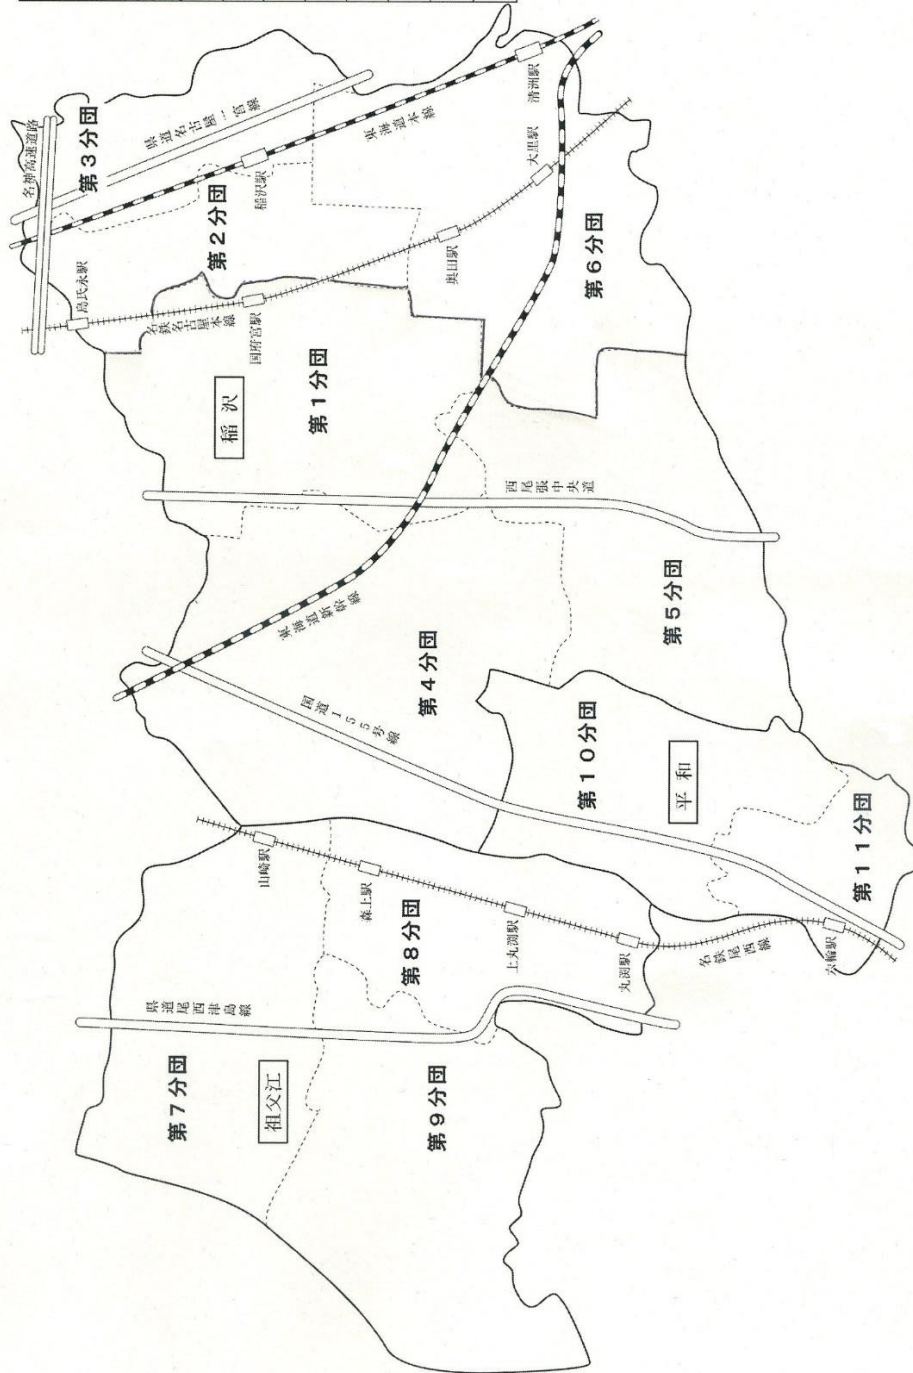 名神高速道路
第3分団
県道名古屋一宮線
東海道本線
清洲駅
稲沢駅
第2分団
大里駅
奥田駅
第6分団
島氏永駅
名鉄名古屋本線
国府宮駅
稲沢
第1分団
西尾張中央道
東海道新幹線
第4分団
第5分団
国道155号線
第10分団
平和
第11分団
山崎駅
森上駅
第8分団
上丸渕駅
丸渕駅
名鉄尾西線
六輪駅
県道尾西津島線
第7分団
祖父江
第9分団